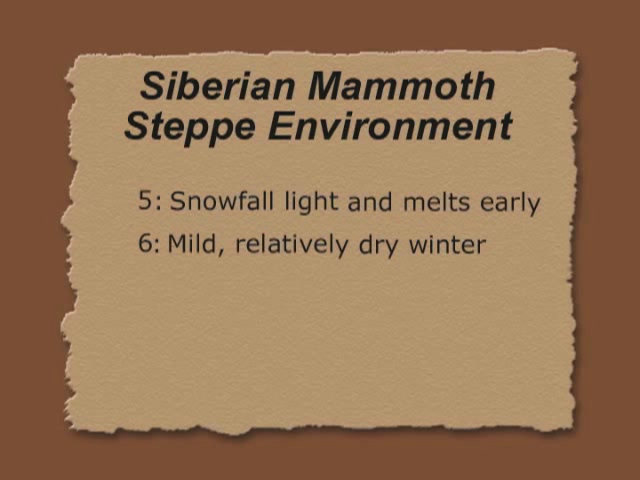 Siberian Mammoth
Steppe Environment
5: Snowfall light and melts early
6: Mild, relatively dry winter